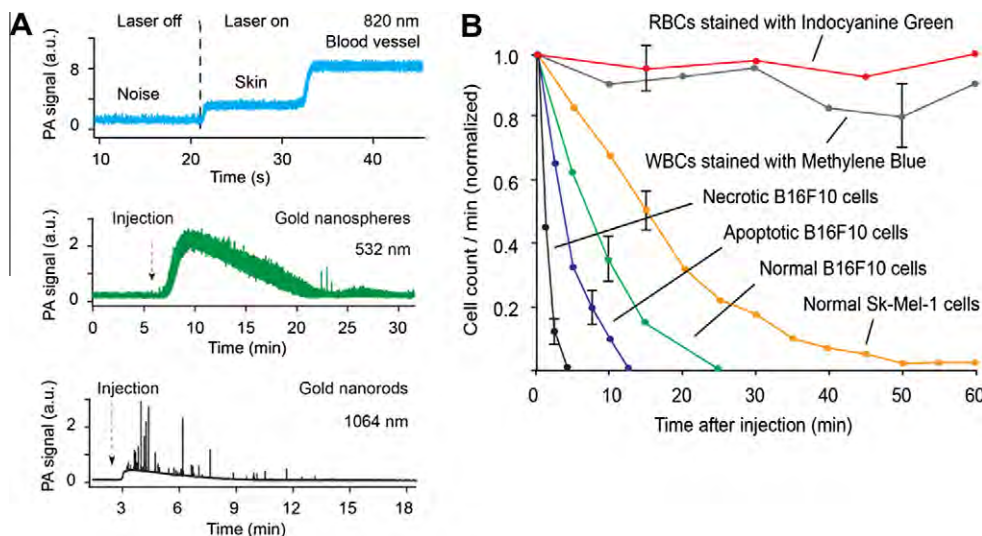 A
Laser off
Laser on
820 nm
Blood vessel
PA signal (a.u.)
8
4
0
Noise
Skin
10
20
30
40
Time (s)
Injection
Gold nanospheres
532 nm
PA signal (a.u.)
2
0
0
5
10
15
20
25
30
Time (min)
Injection
Gold nanorods
1064 nm
PA signal (a.u.)
2
0
3
6
9
12
15
18
Time (min)
B
RBCs stained with Indocyanine Green
Cell count / min (normalized)
1.0
0.8
0.6
0.4
0.2
WBCs stained with Methylene Blue
Necrotic B16F10 cells
Apoptotic B16F10 cells
Normal B16F10 cells
Normal Sk-Mel-1 cells
0
10
20
30
40
50
60
Time after injection (min)